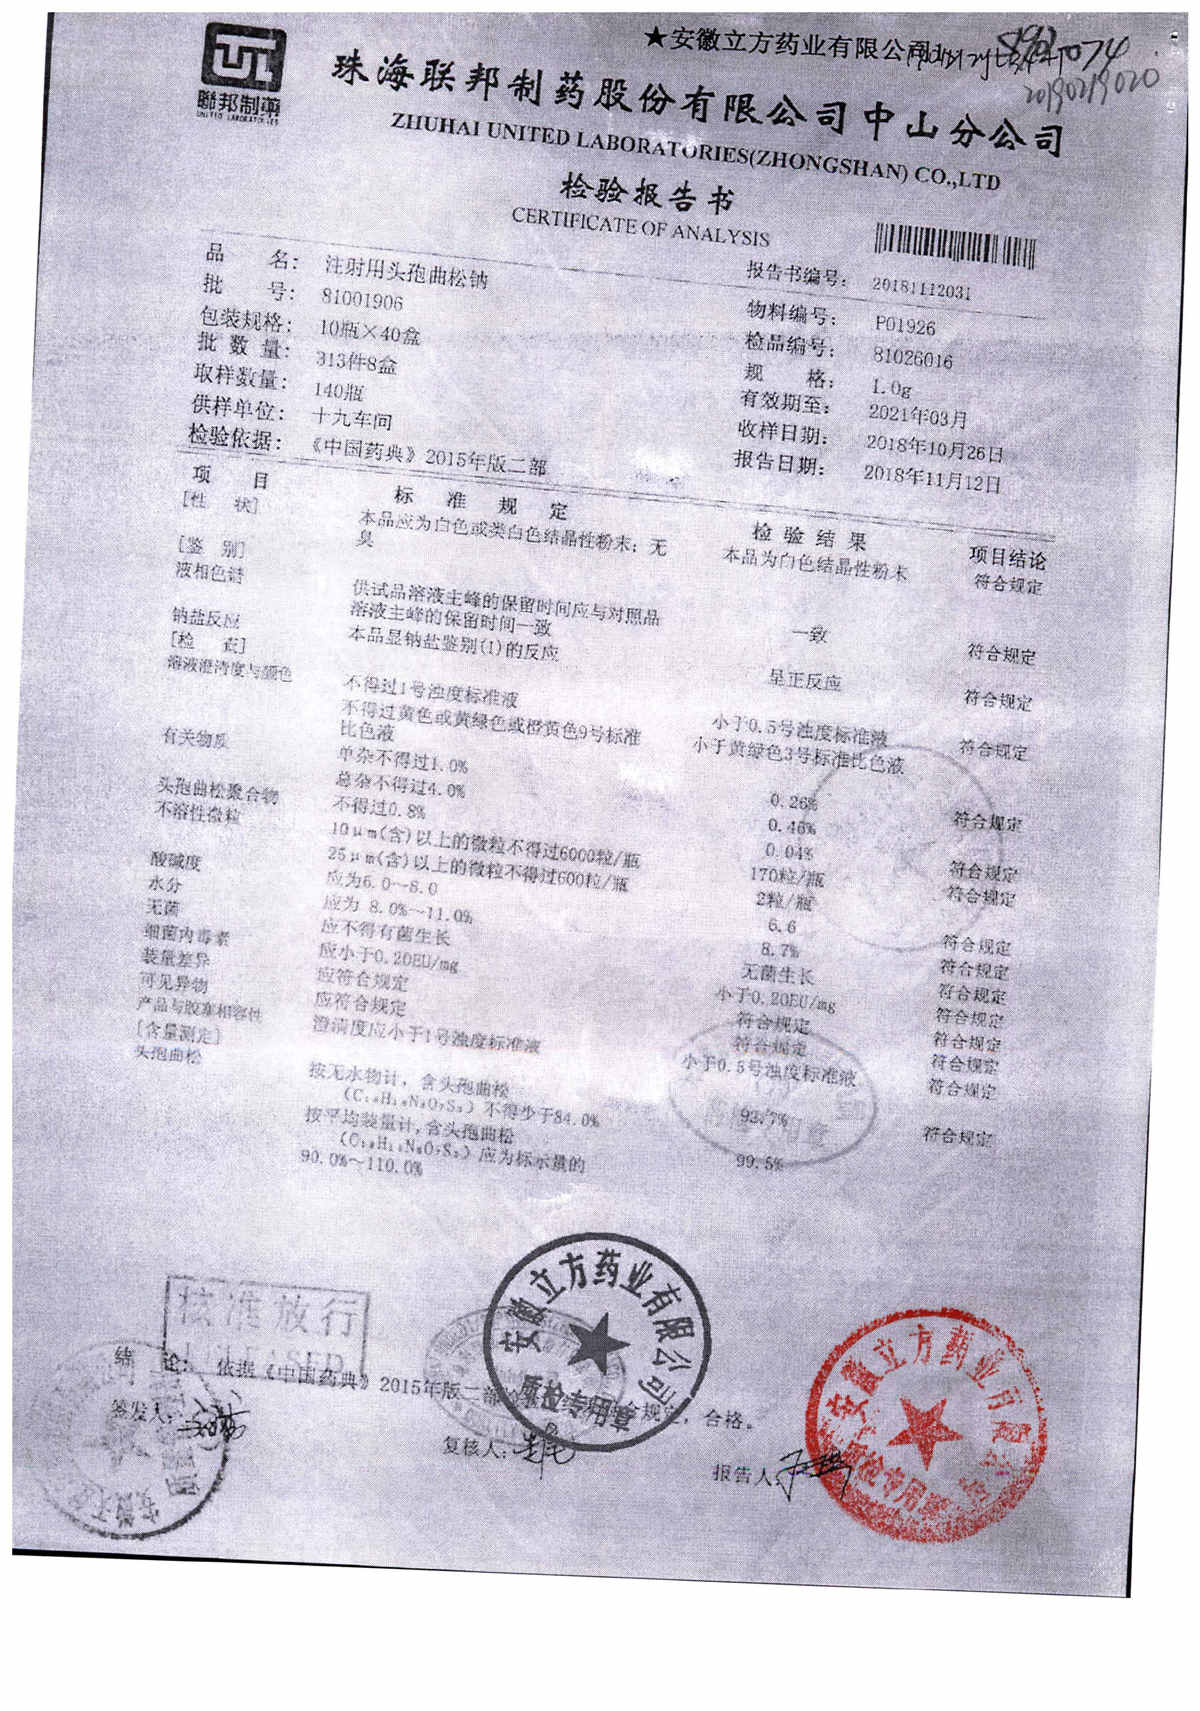 ★安徽立方药业有限公司
20190219020
聯邦制藥
UNITED LABORATORIES
珠海联邦制药股份有限公司中山分公司
ZHUHAI UNITED LABORATORIES(ZHONGSHAN) CO.,LTD
检验报告书
CERTIFICATE OF ANALYSIS
品 名： 注射用头孢曲松钠 报告书编号： 20181112031
批 号： 81001906 物料编号： P01926
包装规格： 10瓶×40盒 检品编号： 81026016
批数量： 313件8盒 规 格： 1.0g
取样数量： 140瓶 有效期至： 2021年03月
供样单位： 十九车间 收样日期： 2018年10月26日
检验依据： 《中国药典》2015年版二部 报告日期： 2018年11月12日
项 目 标 准 规 定 检 验 结 果 项目结论
[性 状] 本品应为白色或类白色结晶性粉末；无臭 本品为白色结晶性粉末 符合规定
[鉴 别]
液相色谱 供试品溶液主峰的保留时间应与对照品 一致 符合规定
溶液主峰的保留时间一致
钠盐反应 本品显钠盐鉴别(1)的反应 呈正反应 符合规定
[检 查]
溶液澄清度与颜色 不得过1号浊度标准液 小于0.5号浊度标准液 符合规定
不得过黄色或黄绿色或橙黄色9号标准 小于黄绿色3号标准比色液
比色液
有关物质 单杂不得过1.0% 0.26% 符合规定
总杂不得过4.0% 0.46%
头孢曲松聚合物 不得过0.8% 0.04% 符合规定
不溶性微粒 10μm(含)以上的微粒不得过6000粒/瓶 170粒/瓶 符合规定
25μm(含)以上的微粒不得过600粒/瓶 2粒/瓶
酸碱度 应为6.0～8.0 6.6 符合规定
水分 应为 8.0%～11.0% 8.7% 符合规定
无菌 应不得有菌生长 无菌生长 符合规定
细菌内毒素 应小于0.20EU/mg 小于0.20EU/mg 符合规定
装量差异 应符合规定 符合规定 符合规定
可见异物 应符合规定 符合规定 符合规定
产品与胶塞相容性 澄清度应小于1号浊度标准液 小于0.5号浊度标准液 符合规定
[含量测定]
头孢曲松 按无水物计，含头孢曲松
(C₁₈H₁₈N₈O₇S₃) 不得少于84.0% 92.7% 符合规定
按平均装量计,含头孢曲松
(C₁₈H₁₈N₈O₇S₃) 应为标示量的 99.5%
90.0%～110.0%
核准放行
结 论： 依据《中国药典》2015年版二部 合规定，合格。
签发人：
复核人：
报告人：
安徽立方药业有限公司
质检专用章
安徽立方药业有限公司
质检专用章